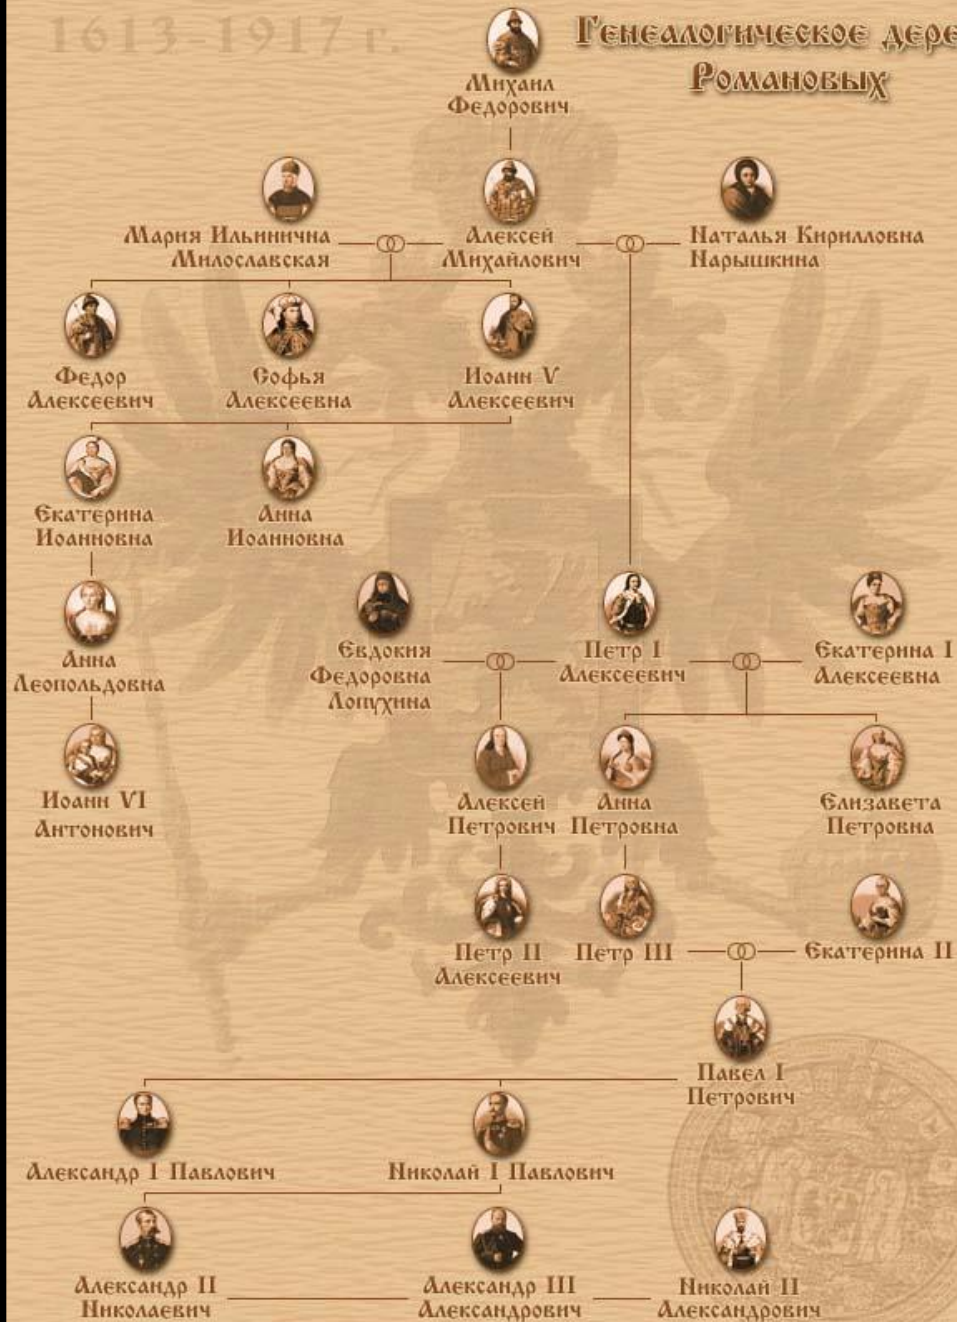 1613-1917 г.
Генеалогическое дере
Романовых
Михаил
Федорович
Мария Ильинична
Милославская
Алексей
Михайлович
Наталья Кирилловна
Нарышкина
Федор
Алексеевич
Софья
Алексеевна
Иоанн V
Алексеевич
Екатерина
Иоанновна
Анна
Иоанновна
Анна
Леопольдовна
Евдокия
Федоровна
Лопухина
Петр I
Алексеевич
Екатерина I
Алексеевна
Иоанн VI
Антонович
Алексей
Петрович
Анна
Петровна
Елизавета
Петровна
Петр II
Алексеевич
Петр III
Екатерина II
Павел I
Петрович
Александр I Павлович
Николай I Павлович
Александр II
Николаевич
Александр III
Александрович
Николай II
Александрович